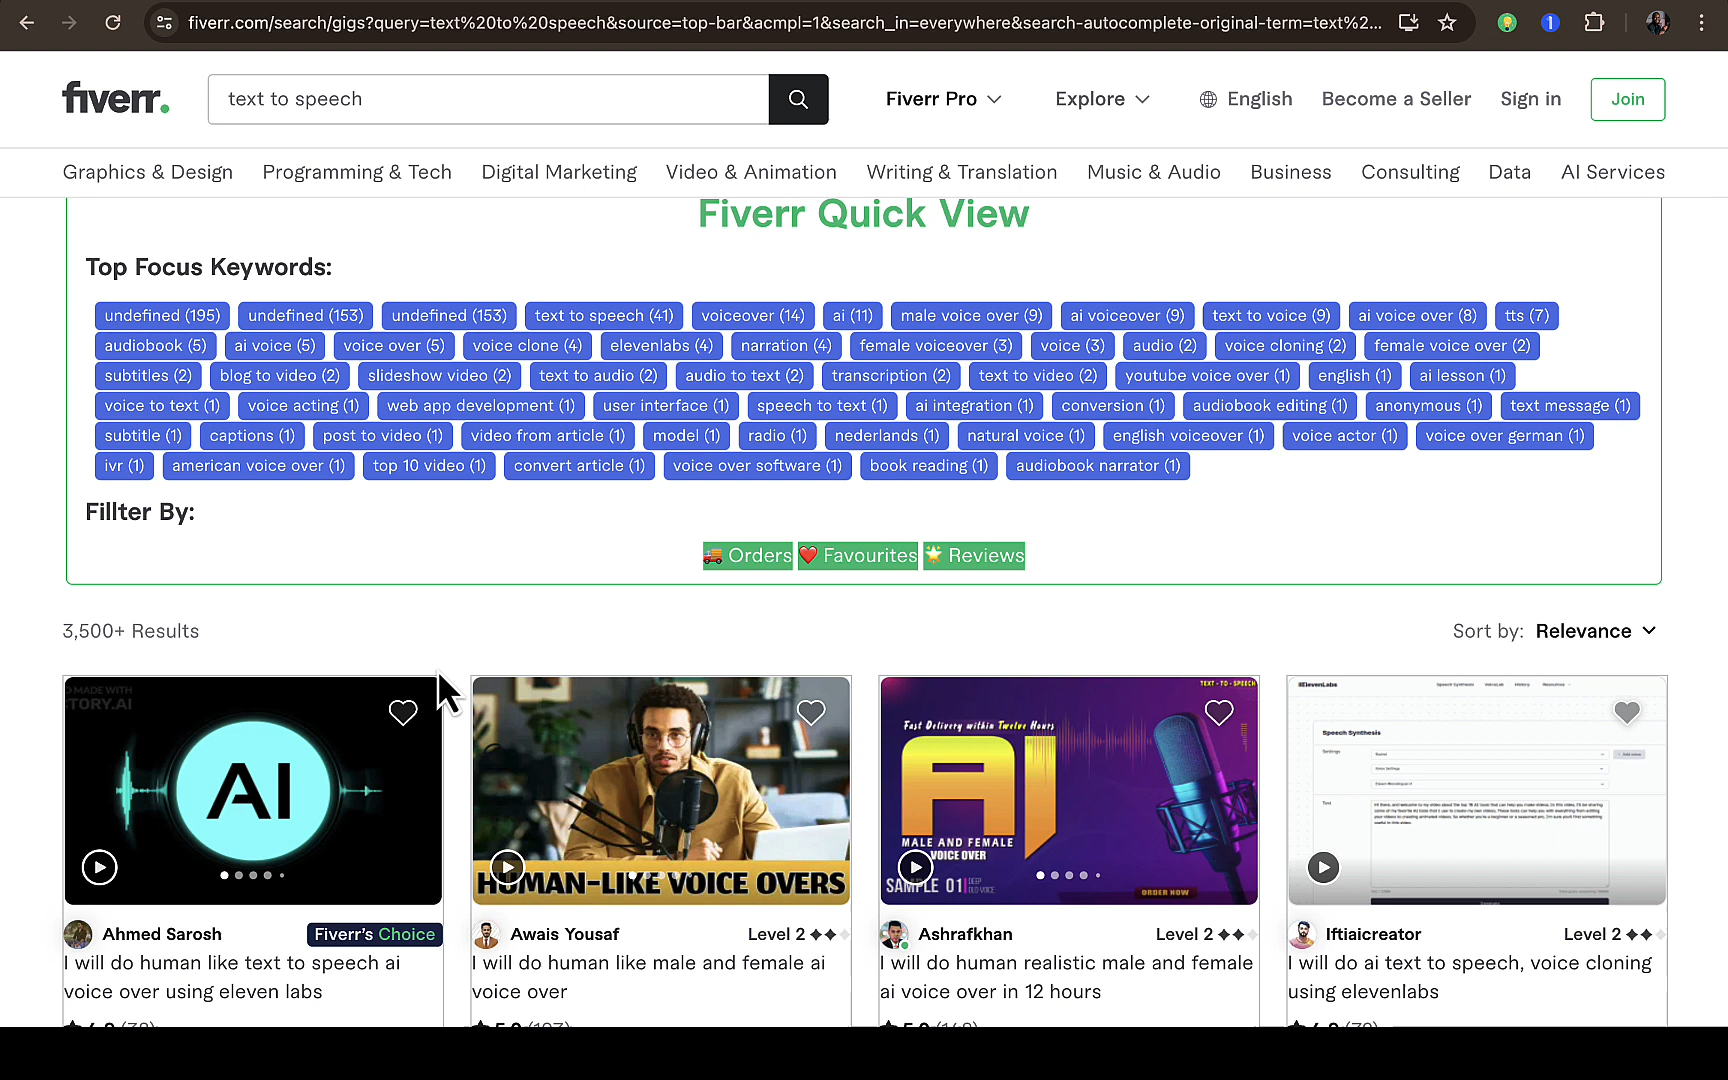 fiverr.com/search/gigs?query=text%20to%20speech&source=top-bar&acmpl=1&search_in=everywhere&search-autocomplete-original-term=text%2...
fiverr.
text to speech
Fiverr Pro
Explore
English
Become a Seller
Sign in
Join
Graphics & Design Programming & Tech Digital Marketing Video & Animation Writing & Translation Music & Audio Business Consulting Data AI Services
Fiverr Quick View
Top Focus Keywords:
undefined (195) undefined (153) undefined (153) text to speech (41) voiceover (14) ai (11) male voice over (9) ai voiceover (9) text to voice (9) ai voice over (8) tts (7)
audiobook (5) ai voice (5) voice over (5) voice clone (4) elevenlabs (4) narration (4) female voiceover (3) voice (3) audio (2) voice cloning (2) female voice over (2)
subtitles (2) blog to video (2) slideshow video (2) text to audio (2) audio to text (2) transcription (2) text to video (2) youtube voice over (1) english (1) ai lesson (1)
voice to text (1) voice acting (1) web app development (1) user interface (1) speech to text (1) ai integration (1) conversion (1) audiobook editing (1) anonymous (1) text message (1)
subtitle (1) captions (1) post to video (1) video from article (1) model (1) radio (1) nederlands (1) natural voice (1) english voiceover (1) voice actor (1) voice over german (1)
ivr (1) american voice over (1) top 10 video (1) convert article (1) voice over software (1) book reading (1) audiobook narrator (1)
Fillter By:
🚚 Orders ❤️ Favourites 🌟 Reviews
3,500+ Results
Sort by: Relevance
MADE WITH
TORY.AI
AI
HUMAN-LIKE VOICE OVERS
TEXT - TO - SPEECH
Fast Delivery within Twelve Hours
AI
MALE AND FEMALE
VOICE OVER
SAMPLE 01
DEEP
OLD VOICE
ORDER NOW
IIElevenLabs
Speech Synthesis
Speech Synthesis
Settings
Text
Ahmed Sarosh
Fiverr's Choice
I will do human like text to speech ai
voice over using eleven labs
Awais Yousaf
Level 2
I will do human like male and female ai
voice over
Ashrafkhan
Level 2
I will do human realistic male and female
ai voice over in 12 hours
Iftiaicreator
Level 2
I will do ai text to speech, voice cloning
using elevenlabs